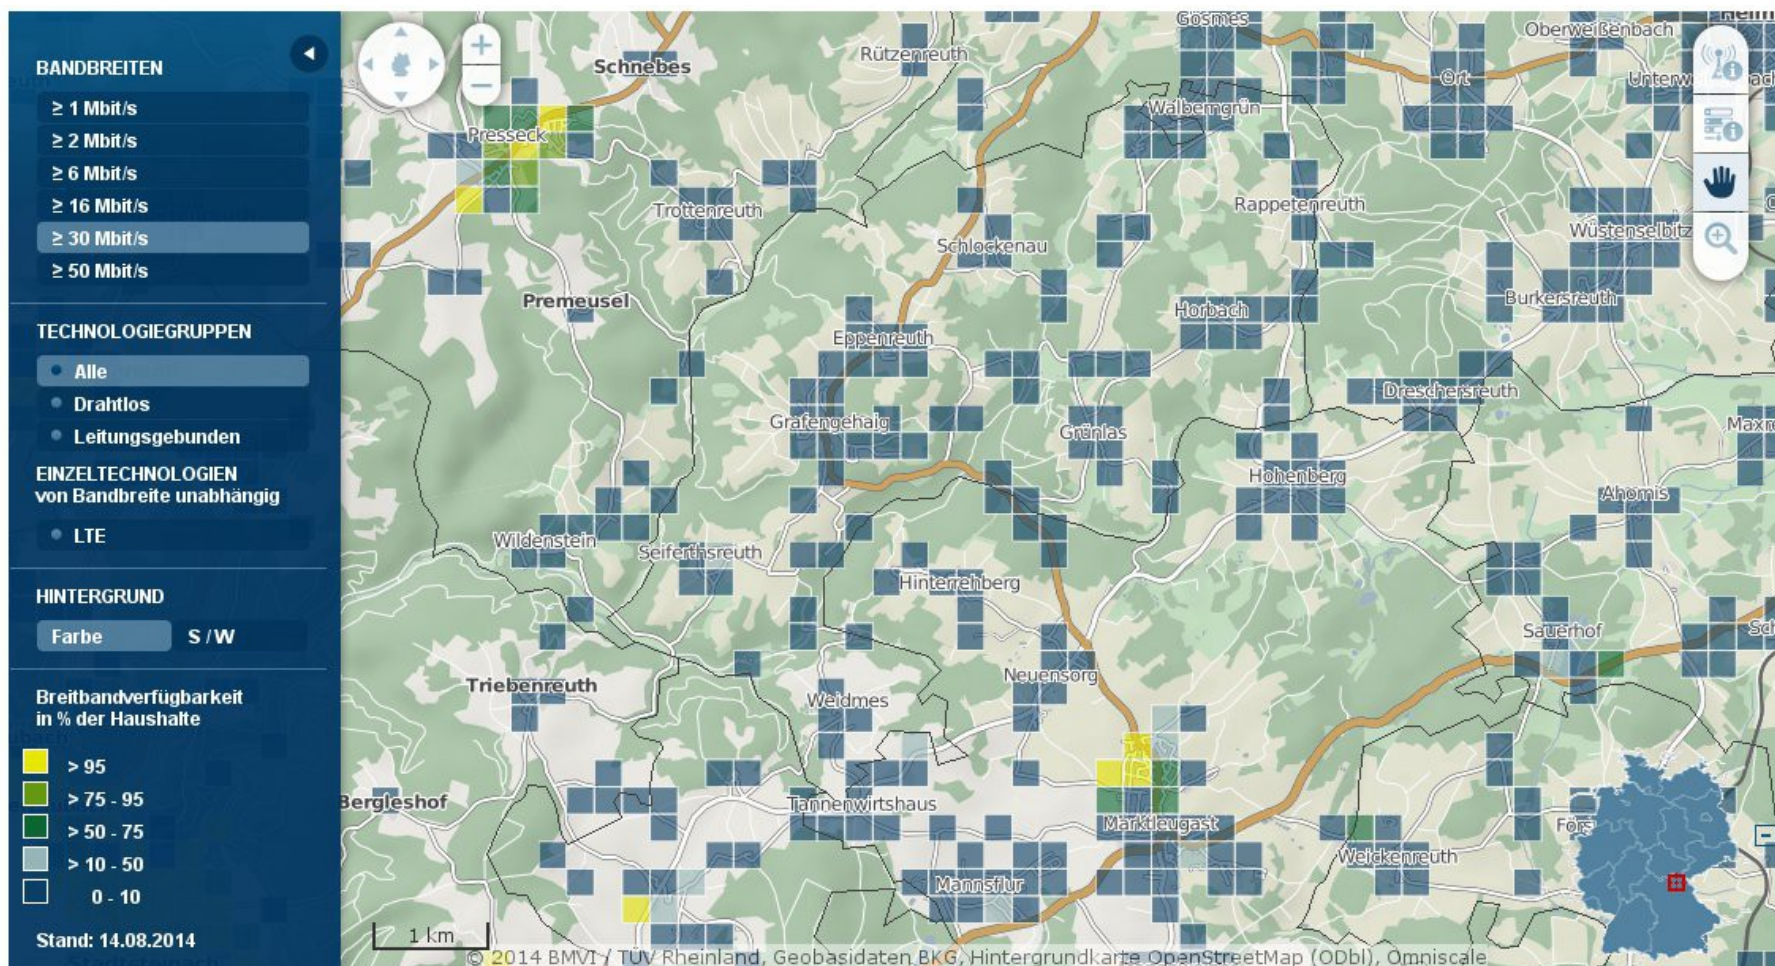 BANDBREITEN
≥ 1 Mbit/s
≥ 2 Mbit/s
≥ 6 Mbit/s
≥ 16 Mbit/s
≥ 30 Mbit/s
≥ 50 Mbit/s
TECHNOLOGIEGRUPPEN
Alle
Drahtlos
Leitungsgebunden
EINZELTECHNOLOGIEN
von Bandbreite unabhängig
LTE
HINTERGRUND
Farbe S / W
Breitbandverfügbarkeit
in % der Haushalte
> 95
> 75 - 95
> 50 - 75
> 10 - 50
0 - 10
Stand: 14.08.2014
Gösmes
Oberweißenbach
Rützenreuth
Schnebes
Ort
Walberngrün
Presseck
Trottenreuth
Rappetenreuth
Wüstenselbitz
Schlockenau
Premeusel
Burkersreuth
Horbach
Eppenreuth
Dreschersreuth
Grafengehaig
Grünlas
Hohenberg
Ahornis
Wildenstein
Seiferthsreuth
Hinterrehberg
Sauerhof
Neuensorg
Triebenreuth
Weidmes
Bergleshof
Tannenwirtshaus
Marktleugast
Weickenreuth
Mannsflur
1 km
© 2014 BMVI / TÜV Rheinland, Geobasidaten BKG, Hintergrundkarte OpenStreetMap (ODbl), Omniscale